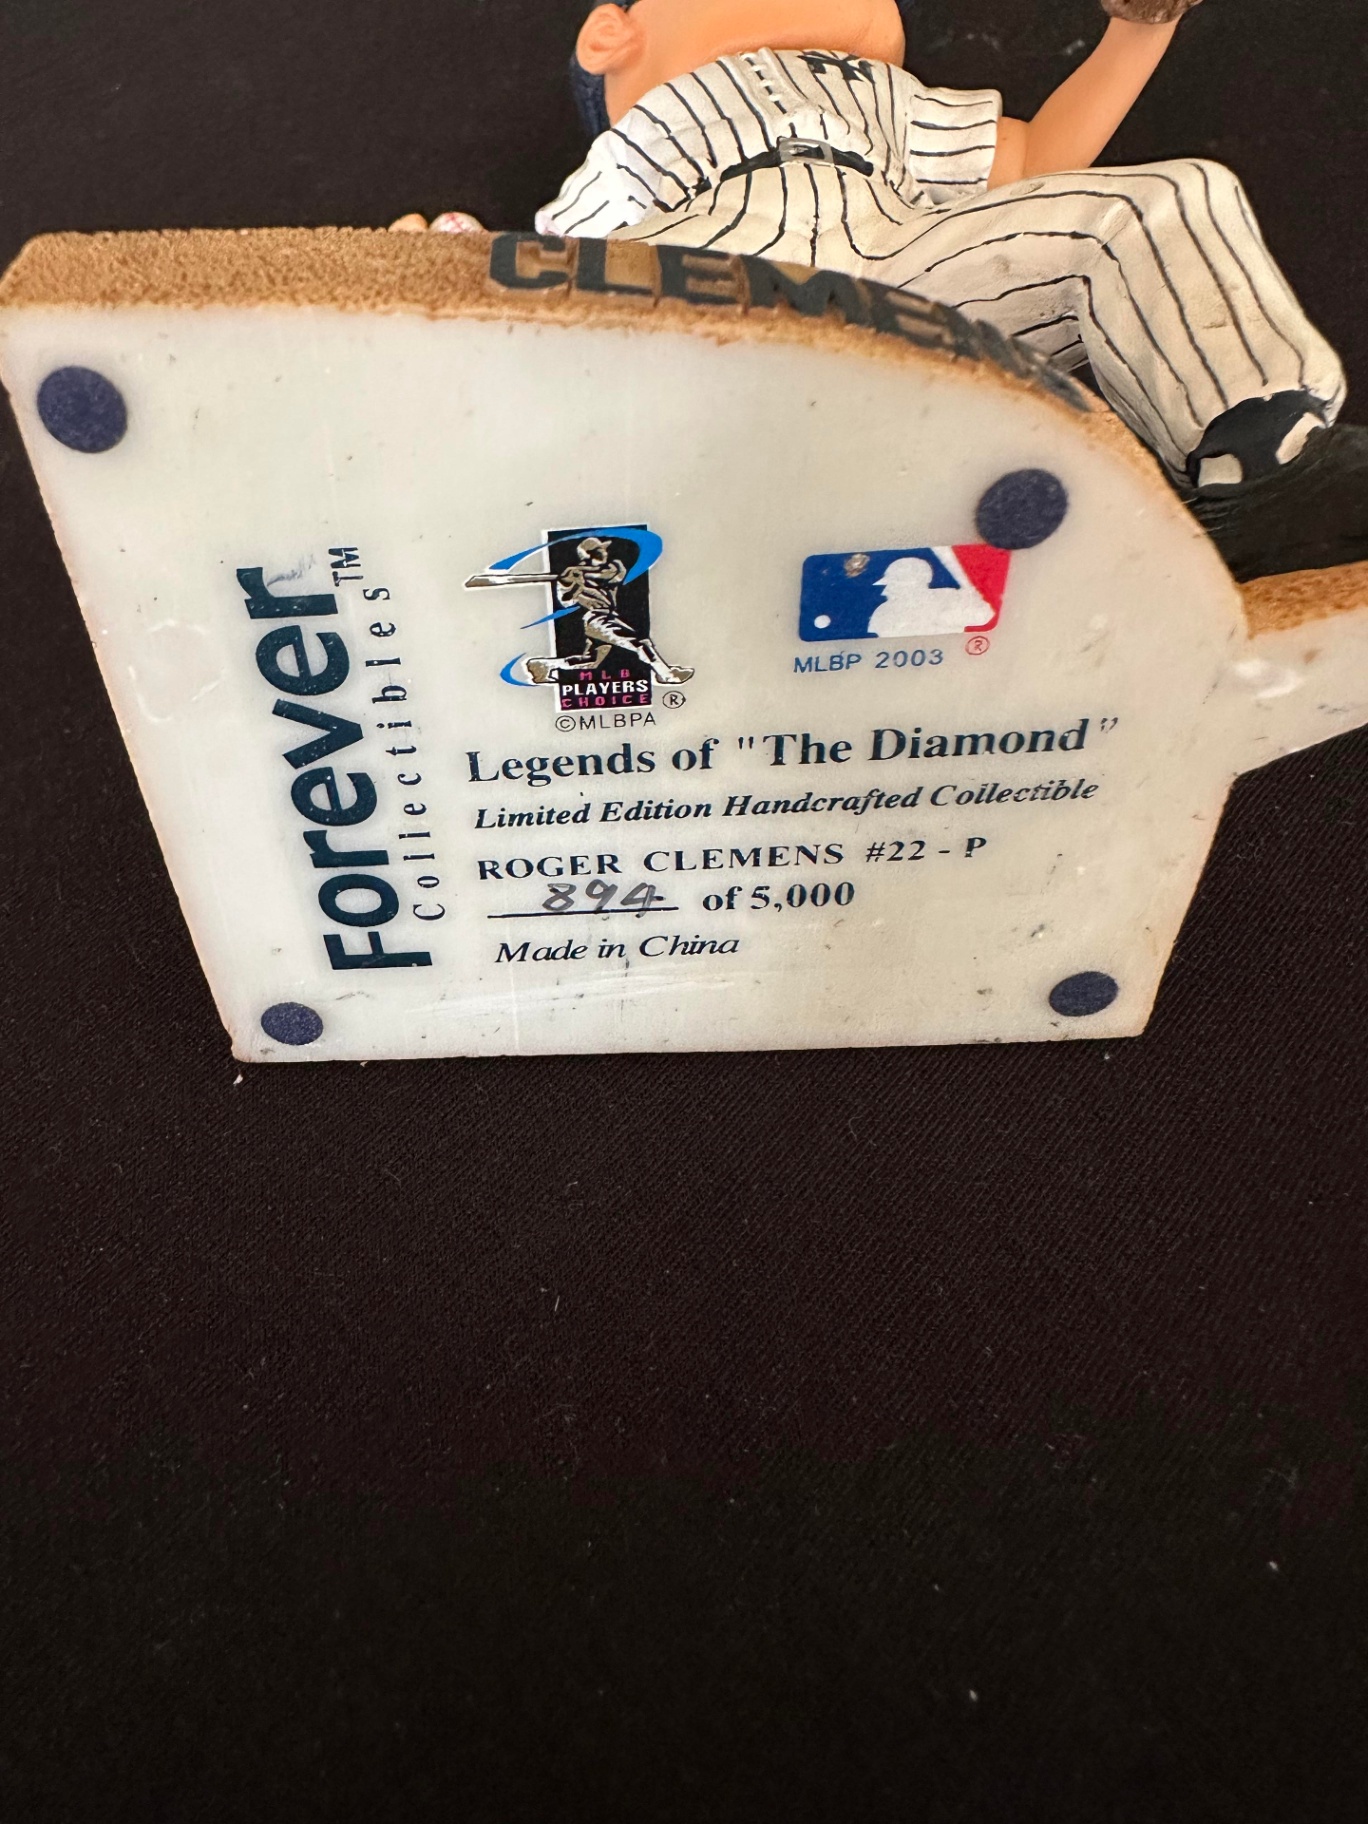 CLEMENS
Forever™
Collectibles
MLB
PLAYERS
CHOICE ®
©MLBPA
®
MLBP 2003
Legends of "The Diamond"
Limited Edition Handcrafted Collectible
ROGER CLEMENS #22 - P
894 of 5,000
Made in China